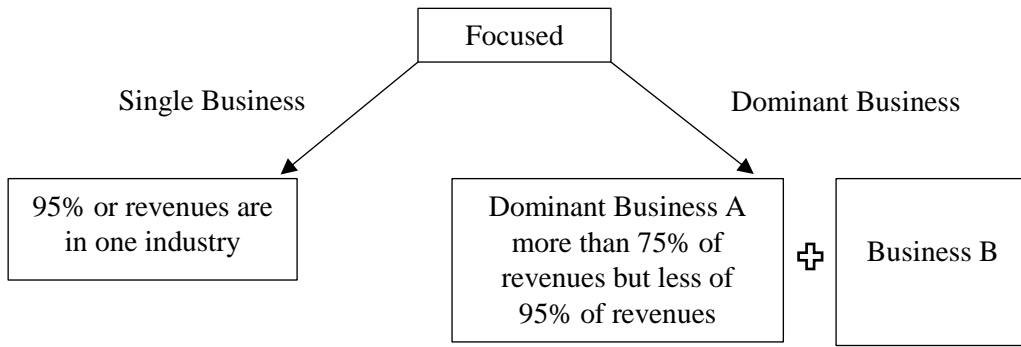 Focused
Single Business
Dominant Business
95% or revenues are
in one industry
Dominant Business A
more than 75% of
revenues but less of
95% of revenues
Business B